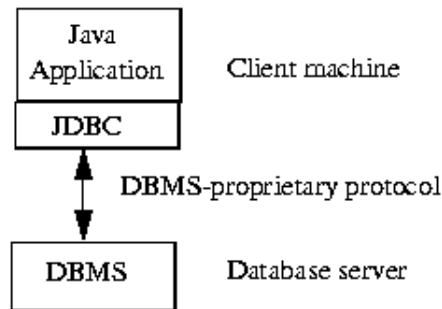 Java
Application
Client machine
JDBC
DBMS-proprietary protocol
DBMS
Database server